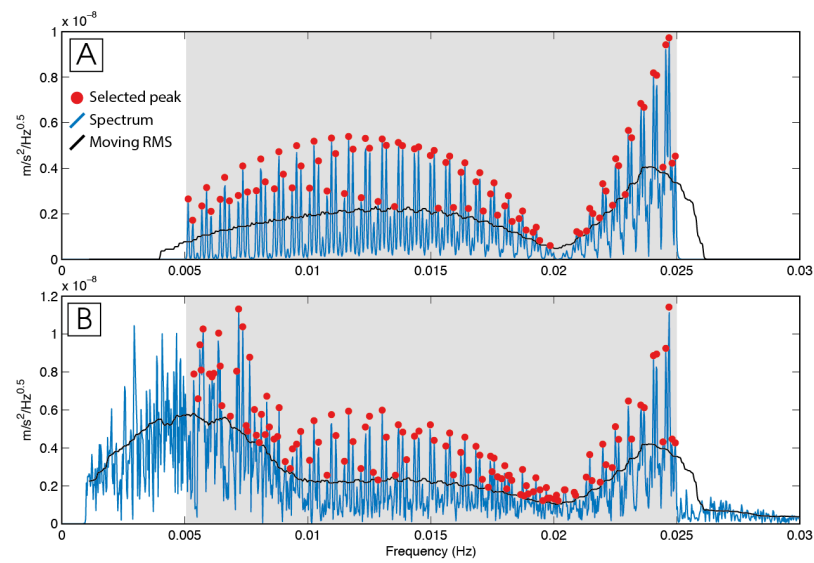 x 10⁻⁸
A
1
0.8
0.6
0.4
0.2
0
m/s²/Hz⁰·⁵
Selected peak
Spectrum
Moving RMS
0 0.005 0.01 0.015 0.02 0.025 0.03
x 10⁻⁸
B
1.2
1
0.8
0.6
0.4
0.2
0
m/s²/Hz⁰·⁵
0 0.005 0.01 0.015 0.02 0.025 0.03
Frequency (Hz)